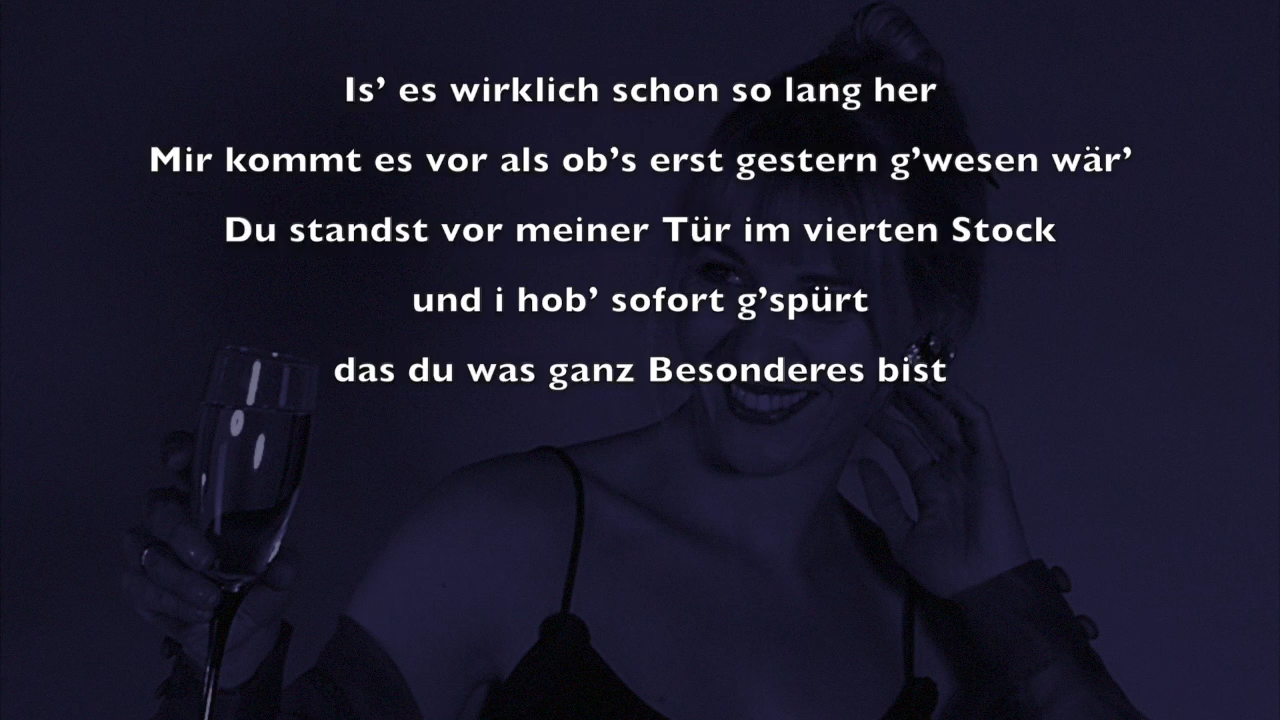 Is’ es wirklich schon so lang her
Mir kommt es vor als ob’s erst gestern g’wesen wär’
Du standst vor meiner Tür im vierten Stock
und i hob’ sofort g’spürt
das du was ganz Besonderes bist